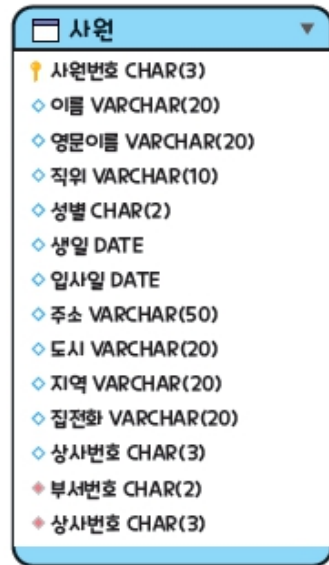 사원
사원번호 CHAR(3)
이름 VARCHAR(20)
영문이름 VARCHAR(20)
직위 VARCHAR(10)
성별 CHAR(2)
생일 DATE
입사일 DATE
주소 VARCHAR(50)
도시 VARCHAR(20)
지역 VARCHAR(20)
집전화 VARCHAR(20)
상사번호 CHAR(3)
부서번호 CHAR(2)
상사번호 CHAR(3)